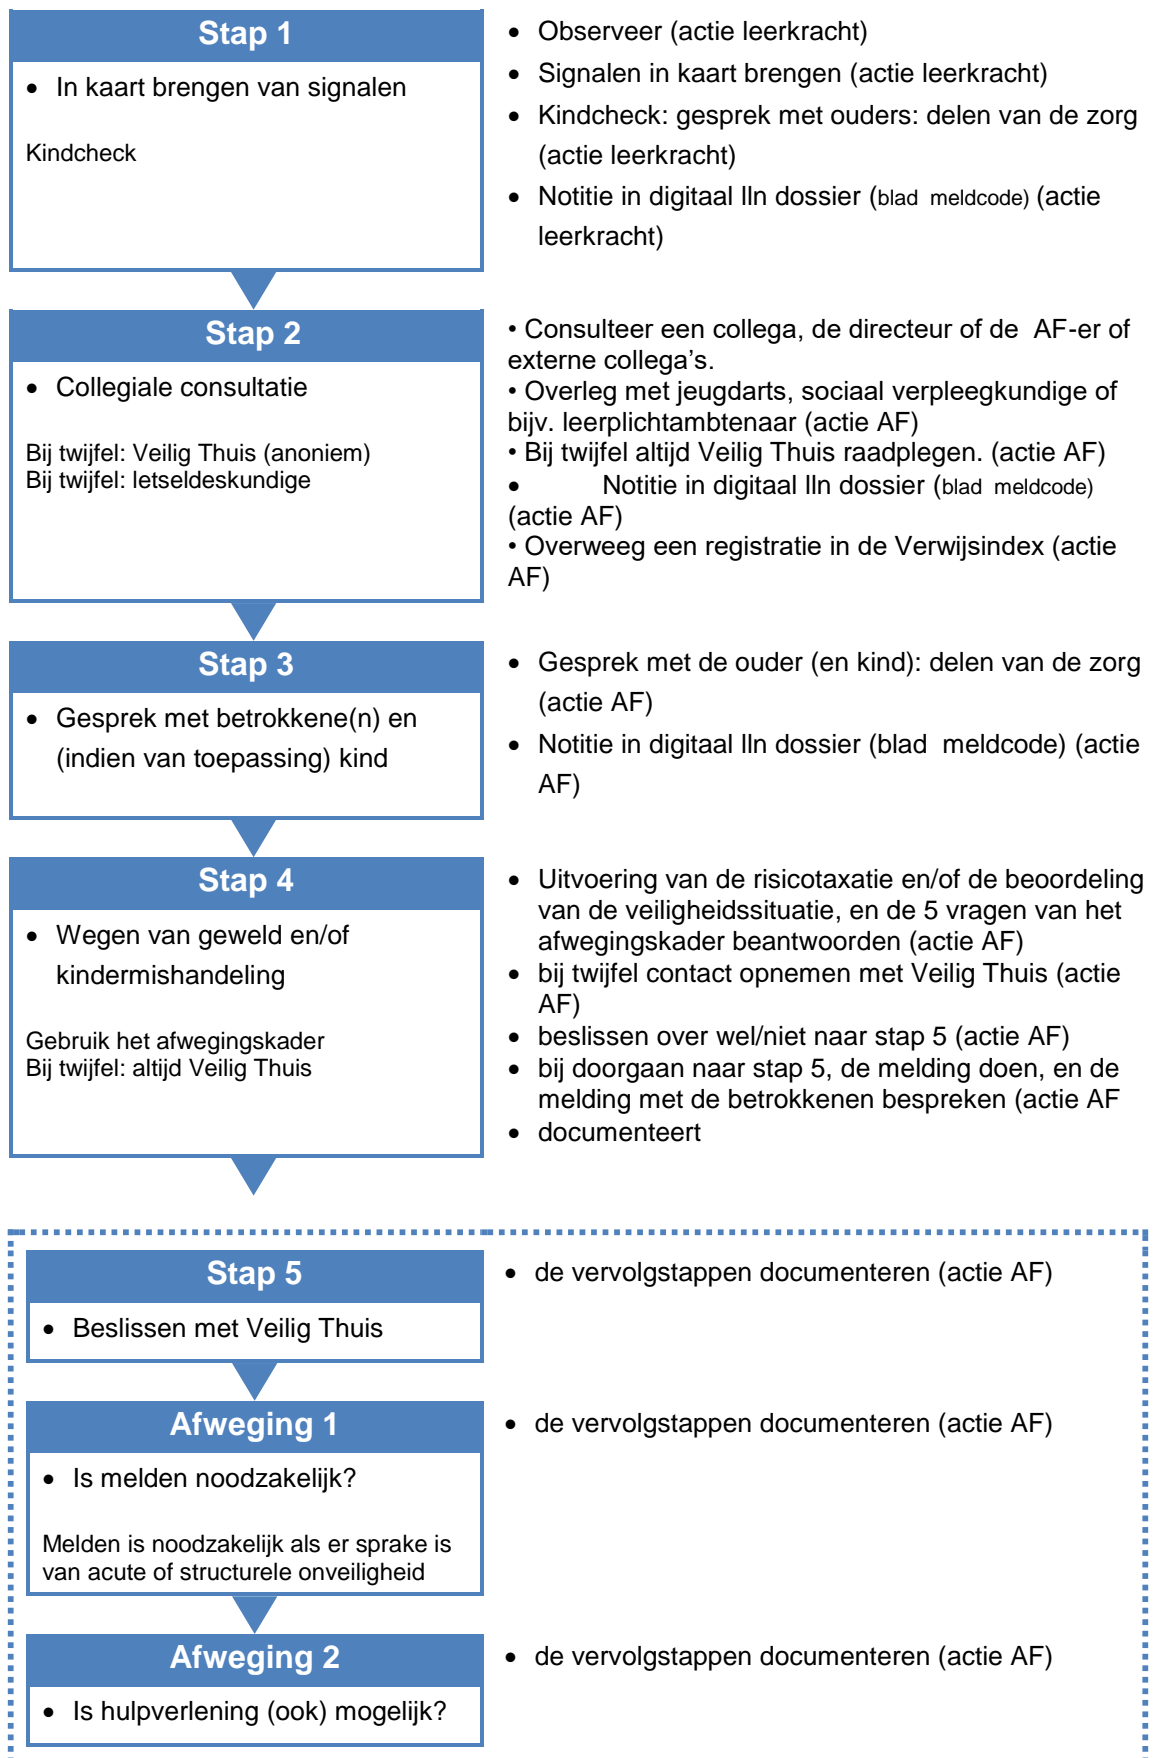 Stap 1
• In kaart brengen van signalen
Kindcheck
• Observeer (actie leerkracht)
• Signalen in kaart brengen (actie leerkracht)
• Kindcheck: gesprek met ouders: delen van de zorg
(actie leerkracht)
• Notitie in digitaal lln dossier (blad meldcode) (actie
leerkracht)
Stap 2
• Collegiale consultatie
Bij twijfel: Veilig Thuis (anoniem)
Bij twijfel: letseldeskundige
• Consulteer een collega, de directeur of de AF-er of
externe collega’s.
• Overleg met jeugdarts, sociaal verpleegkundige of
bijv. leerplichtambtenaar (actie AF)
• Bij twijfel altijd Veilig Thuis raadplegen. (actie AF)
• Notitie in digitaal lln dossier (blad meldcode)
(actie AF)
• Overweeg een registratie in de Verwijsindex (actie
AF)
Stap 3
• Gesprek met betrokkene(n) en
(indien van toepassing) kind
• Gesprek met de ouder (en kind): delen van de zorg
(actie AF)
• Notitie in digitaal lln dossier (blad meldcode) (actie
AF)
Stap 4
• Wegen van geweld en/of
kindermishandeling
Gebruik het afwegingskader
Bij twijfel: altijd Veilig Thuis
• Uitvoering van de risicotaxatie en/of de beoordeling
van de veiligheidssituatie, en de 5 vragen van het
afwegingskader beantwoorden (actie AF)
• bij twijfel contact opnemen met Veilig Thuis (actie
AF)
• beslissen over wel/niet naar stap 5 (actie AF)
• bij doorgaan naar stap 5, de melding doen, en de
melding met de betrokkenen bespreken (actie AF
• documenteert
Stap 5
• Beslissen met Veilig Thuis
• de vervolgstappen documenteren (actie AF)
Afweging 1
• Is melden noodzakelijk?
Melden is noodzakelijk als er sprake is
van acute of structurele onveiligheid
• de vervolgstappen documenteren (actie AF)
Afweging 2
• Is hulpverlening (ook) mogelijk?
• de vervolgstappen documenteren (actie AF)